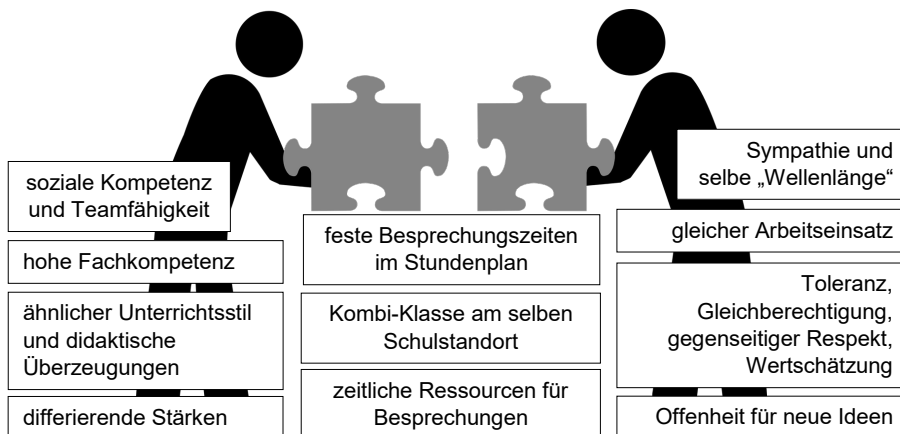 soziale Kompetenz
und Teamfähigkeit
hohe Fachkompetenz
ähnlicher Unterrichtsstil
und didaktische
Überzeugungen
differierende Stärken
feste Besprechungszeiten
im Stundenplan
Kombi-Klasse am selben
Schulstandort
zeitliche Ressourcen für
Besprechungen
Sympathie und
selbe „Wellenlänge“
gleicher Arbeitseinsatz
Toleranz,
Gleichberechtigung,
gegenseitiger Respekt,
Wertschätzung
Offenheit für neue Ideen